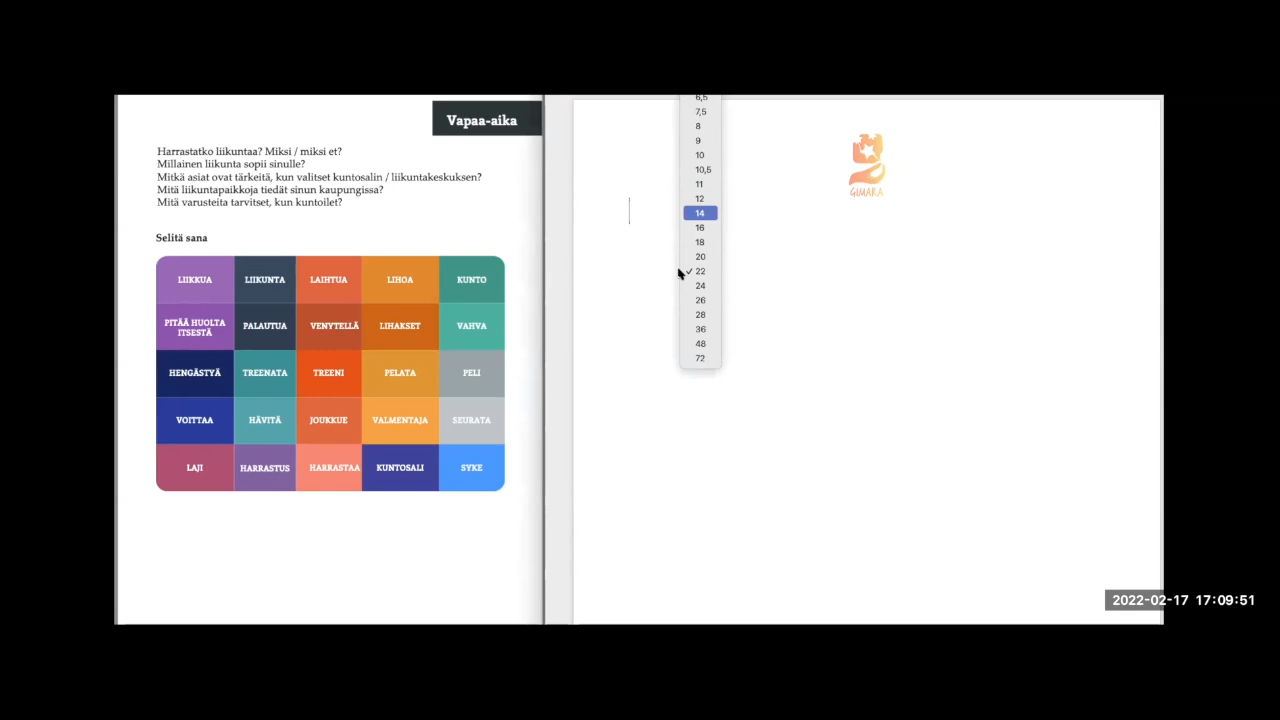 Vapaa-aika
Harrastatko liikuntaa? Miksi / miksi et?
Millainen liikunta sopii sinulle?
Mitkä asiat ovat tärkeitä, kun valitset kuntosalin / liikuntakeskuksen?
Mitä liikuntapaikkoja tiedät sinun kaupungissa?
Mitä varusteita tarvitset, kun kuntoilet?
Selitä sana
LIIKKUA LIIKUNTA LAIHTUA LIHOA KUNTO
PITÄÄ HUOLTA
ITSESTÄ PALAUTUA VENYTELLÄ LIHAKSET VAHVA
HENGÄSTYÄ TREENATA TREENI PELATA PELI
VOITTAA HÄVITÄ JOUKKUE VALMENTAJA SEURATA
LAJI HARRASTUS HARRASTAA KUNTOSALI SYKE
6,5
7,5
8
9
10
10,5
11
12
14
16
18
20
✓ 22
24
26
28
36
48
72
GIMARA
2022-02-17 17:09:51